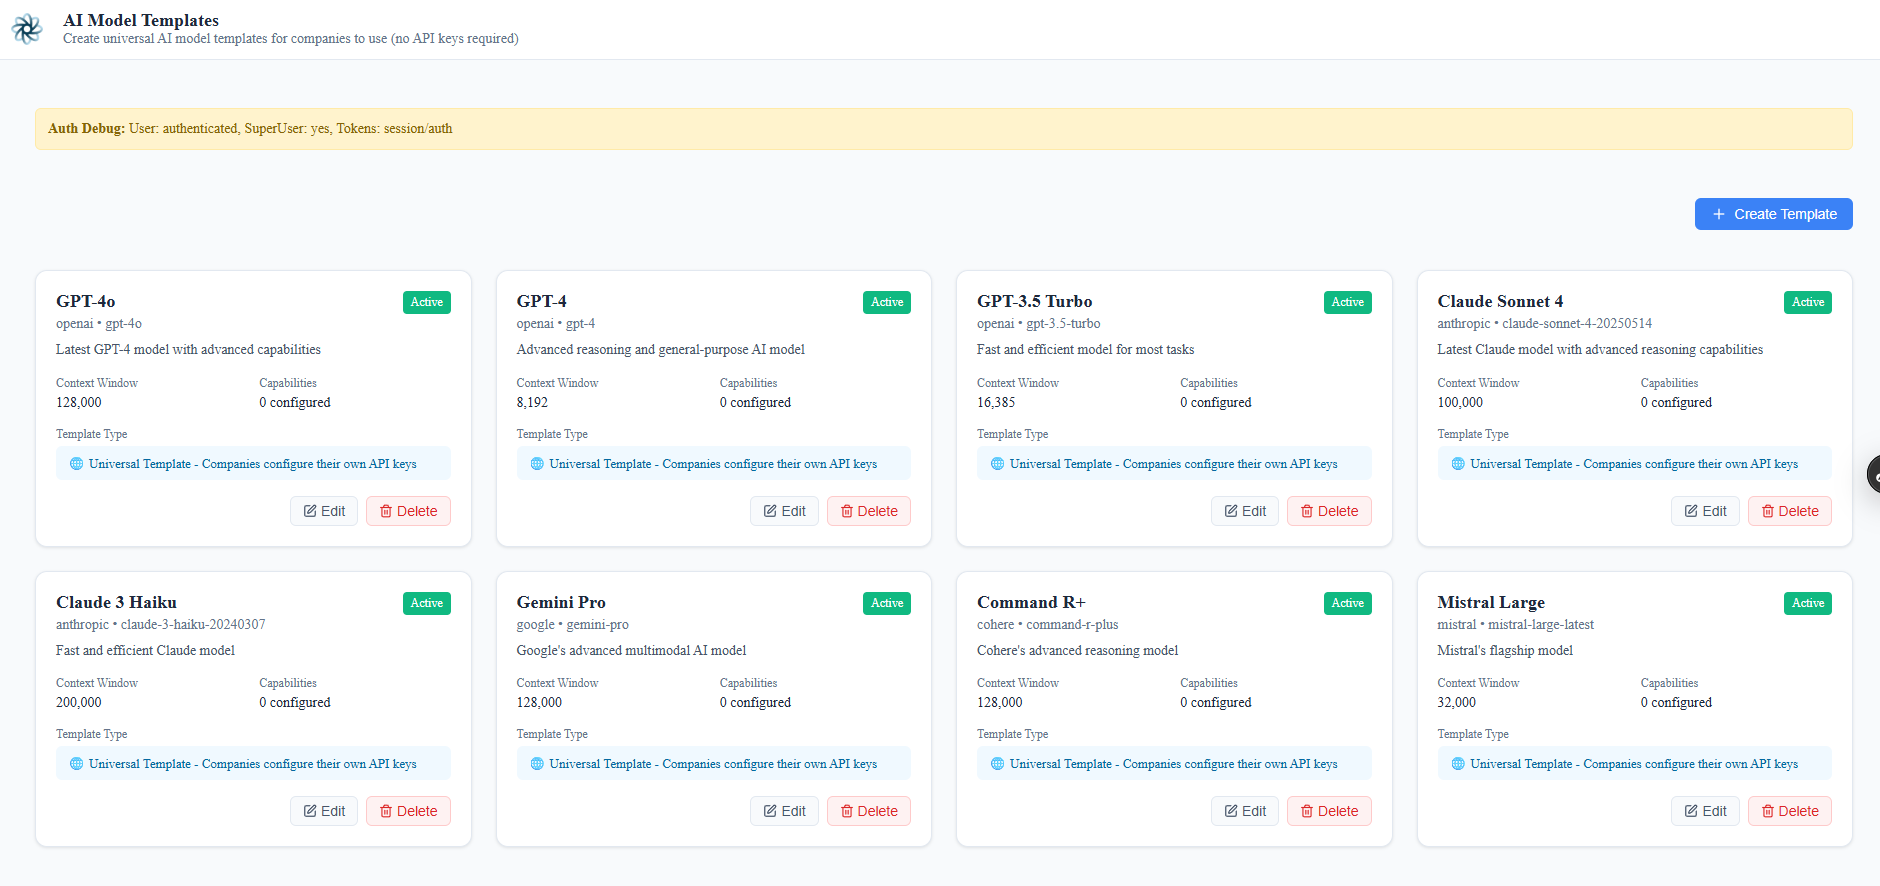 AI Model Templates
Create universal AI model templates for companies to use (no API keys required)
Auth Debug: User: authenticated, SuperUser: yes, Tokens: session/auth
Create Template
GPT-4o
Active
openai • gpt-4o
Latest GPT-4 model with advanced capabilities
Context Window
Capabilities
128,000
0 configured
Template Type
Universal Template - Companies configure their own API keys
Edit
Delete
GPT-4
Active
openai • gpt-4
Advanced reasoning and general-purpose AI model
Context Window
Capabilities
8,192
0 configured
Template Type
Universal Template - Companies configure their own API keys
Edit
Delete
GPT-3.5 Turbo
Active
openai • gpt-3.5-turbo
Fast and efficient model for most tasks
Context Window
Capabilities
16,385
0 configured
Template Type
Universal Template - Companies configure their own API keys
Edit
Delete
Claude Sonnet 4
Active
anthropic • claude-sonnet-4-20250514
Latest Claude model with advanced reasoning capabilities
Context Window
Capabilities
100,000
0 configured
Template Type
Universal Template - Companies configure their own API keys
Edit
Delete
Claude 3 Haiku
Active
anthropic • claude-3-haiku-20240307
Fast and efficient Claude model
Context Window
Capabilities
200,000
0 configured
Template Type
Universal Template - Companies configure their own API keys
Edit
Delete
Gemini Pro
Active
google • gemini-pro
Google's advanced multimodal AI model
Context Window
Capabilities
128,000
0 configured
Template Type
Universal Template - Companies configure their own API keys
Edit
Delete
Command R+
Active
cohere • command-r-plus
Cohere's advanced reasoning model
Context Window
Capabilities
128,000
0 configured
Template Type
Universal Template - Companies configure their own API keys
Edit
Delete
Mistral Large
Active
mistral • mistral-large-latest
Mistral's flagship model
Context Window
Capabilities
32,000
0 configured
Template Type
Universal Template - Companies configure their own API keys
Edit
Delete